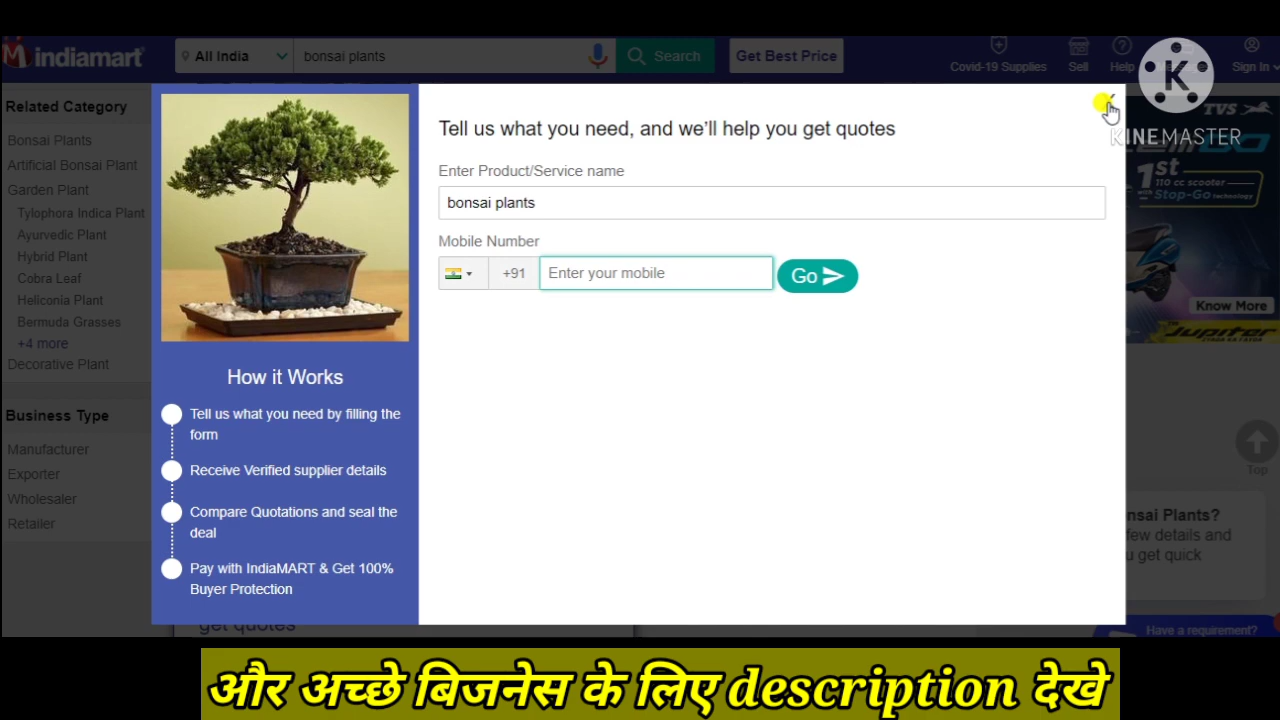 indiamart
All India
bonsai plants
Search
Get Best Price
Covid-19 Supplies
Sell
Help
Sign In
K
KINEMASTER
Related Category
Bonsai Plants
Artificial Bonsai Plant
Garden Plant
Tylophora Indica Plant
Ayurvedic Plant
Hybrid Plant
Cobra Leaf
Heliconia Plant
Bermuda Grasses
+4 more
Decorative Plant
Business Type
Manufacturer
Exporter
Wholesaler
Retailer
How it Works
Tell us what you need by filling the
form
Receive Verified supplier details
Compare Quotations and seal the
deal
Pay with IndiaMART & Get 100%
Buyer Protection
get quotes
Tell us what you need, and we'll help you get quotes
Enter Product/Service name
bonsai plants
Mobile Number
+91
Enter your mobile
Go
TVS
1st
110 cc scooter
with Stop-Go technology
Know More
Jupiter
Top
nsai Plants?
few details and
u get quick
Have a requirement?
और अच्छे बिजनेस के लिए description देखे